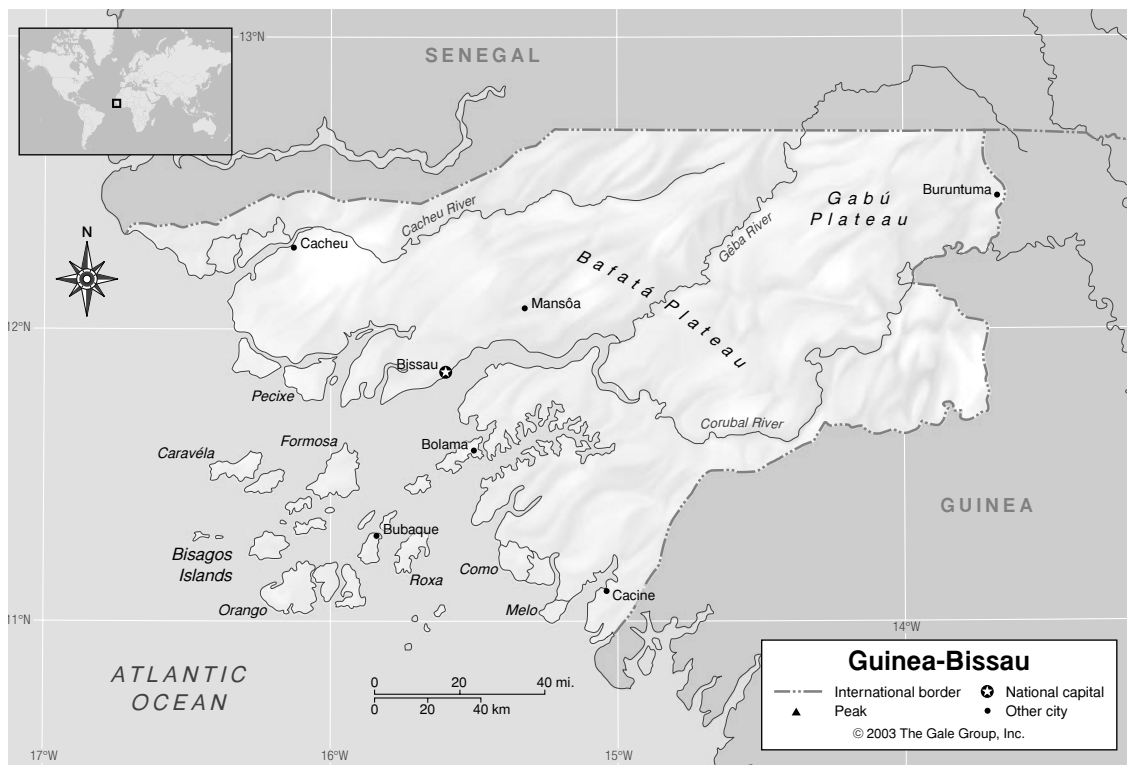 13°N
SENEGAL
Buruntuma
Gabú
Plateau
Cacheu River
Gêba River
N
Cacheu
Bafatá Plateau
Mansôa
12°N
Bissau
Pecixe
Corubal River
Formosa
Bolama
Caravéla
GUINEA
Bubaque
Bisagos
Islands
Como
Roxa
Orango
Melo
Cacine
11°N
14°W
ATLANTIC
OCEAN
0 20 40 mi.
0 20 40 km
Guinea-Bissau
International border
National capital
Peak
Other city
© 2003 The Gale Group, Inc.
17°W
16°W
15°W